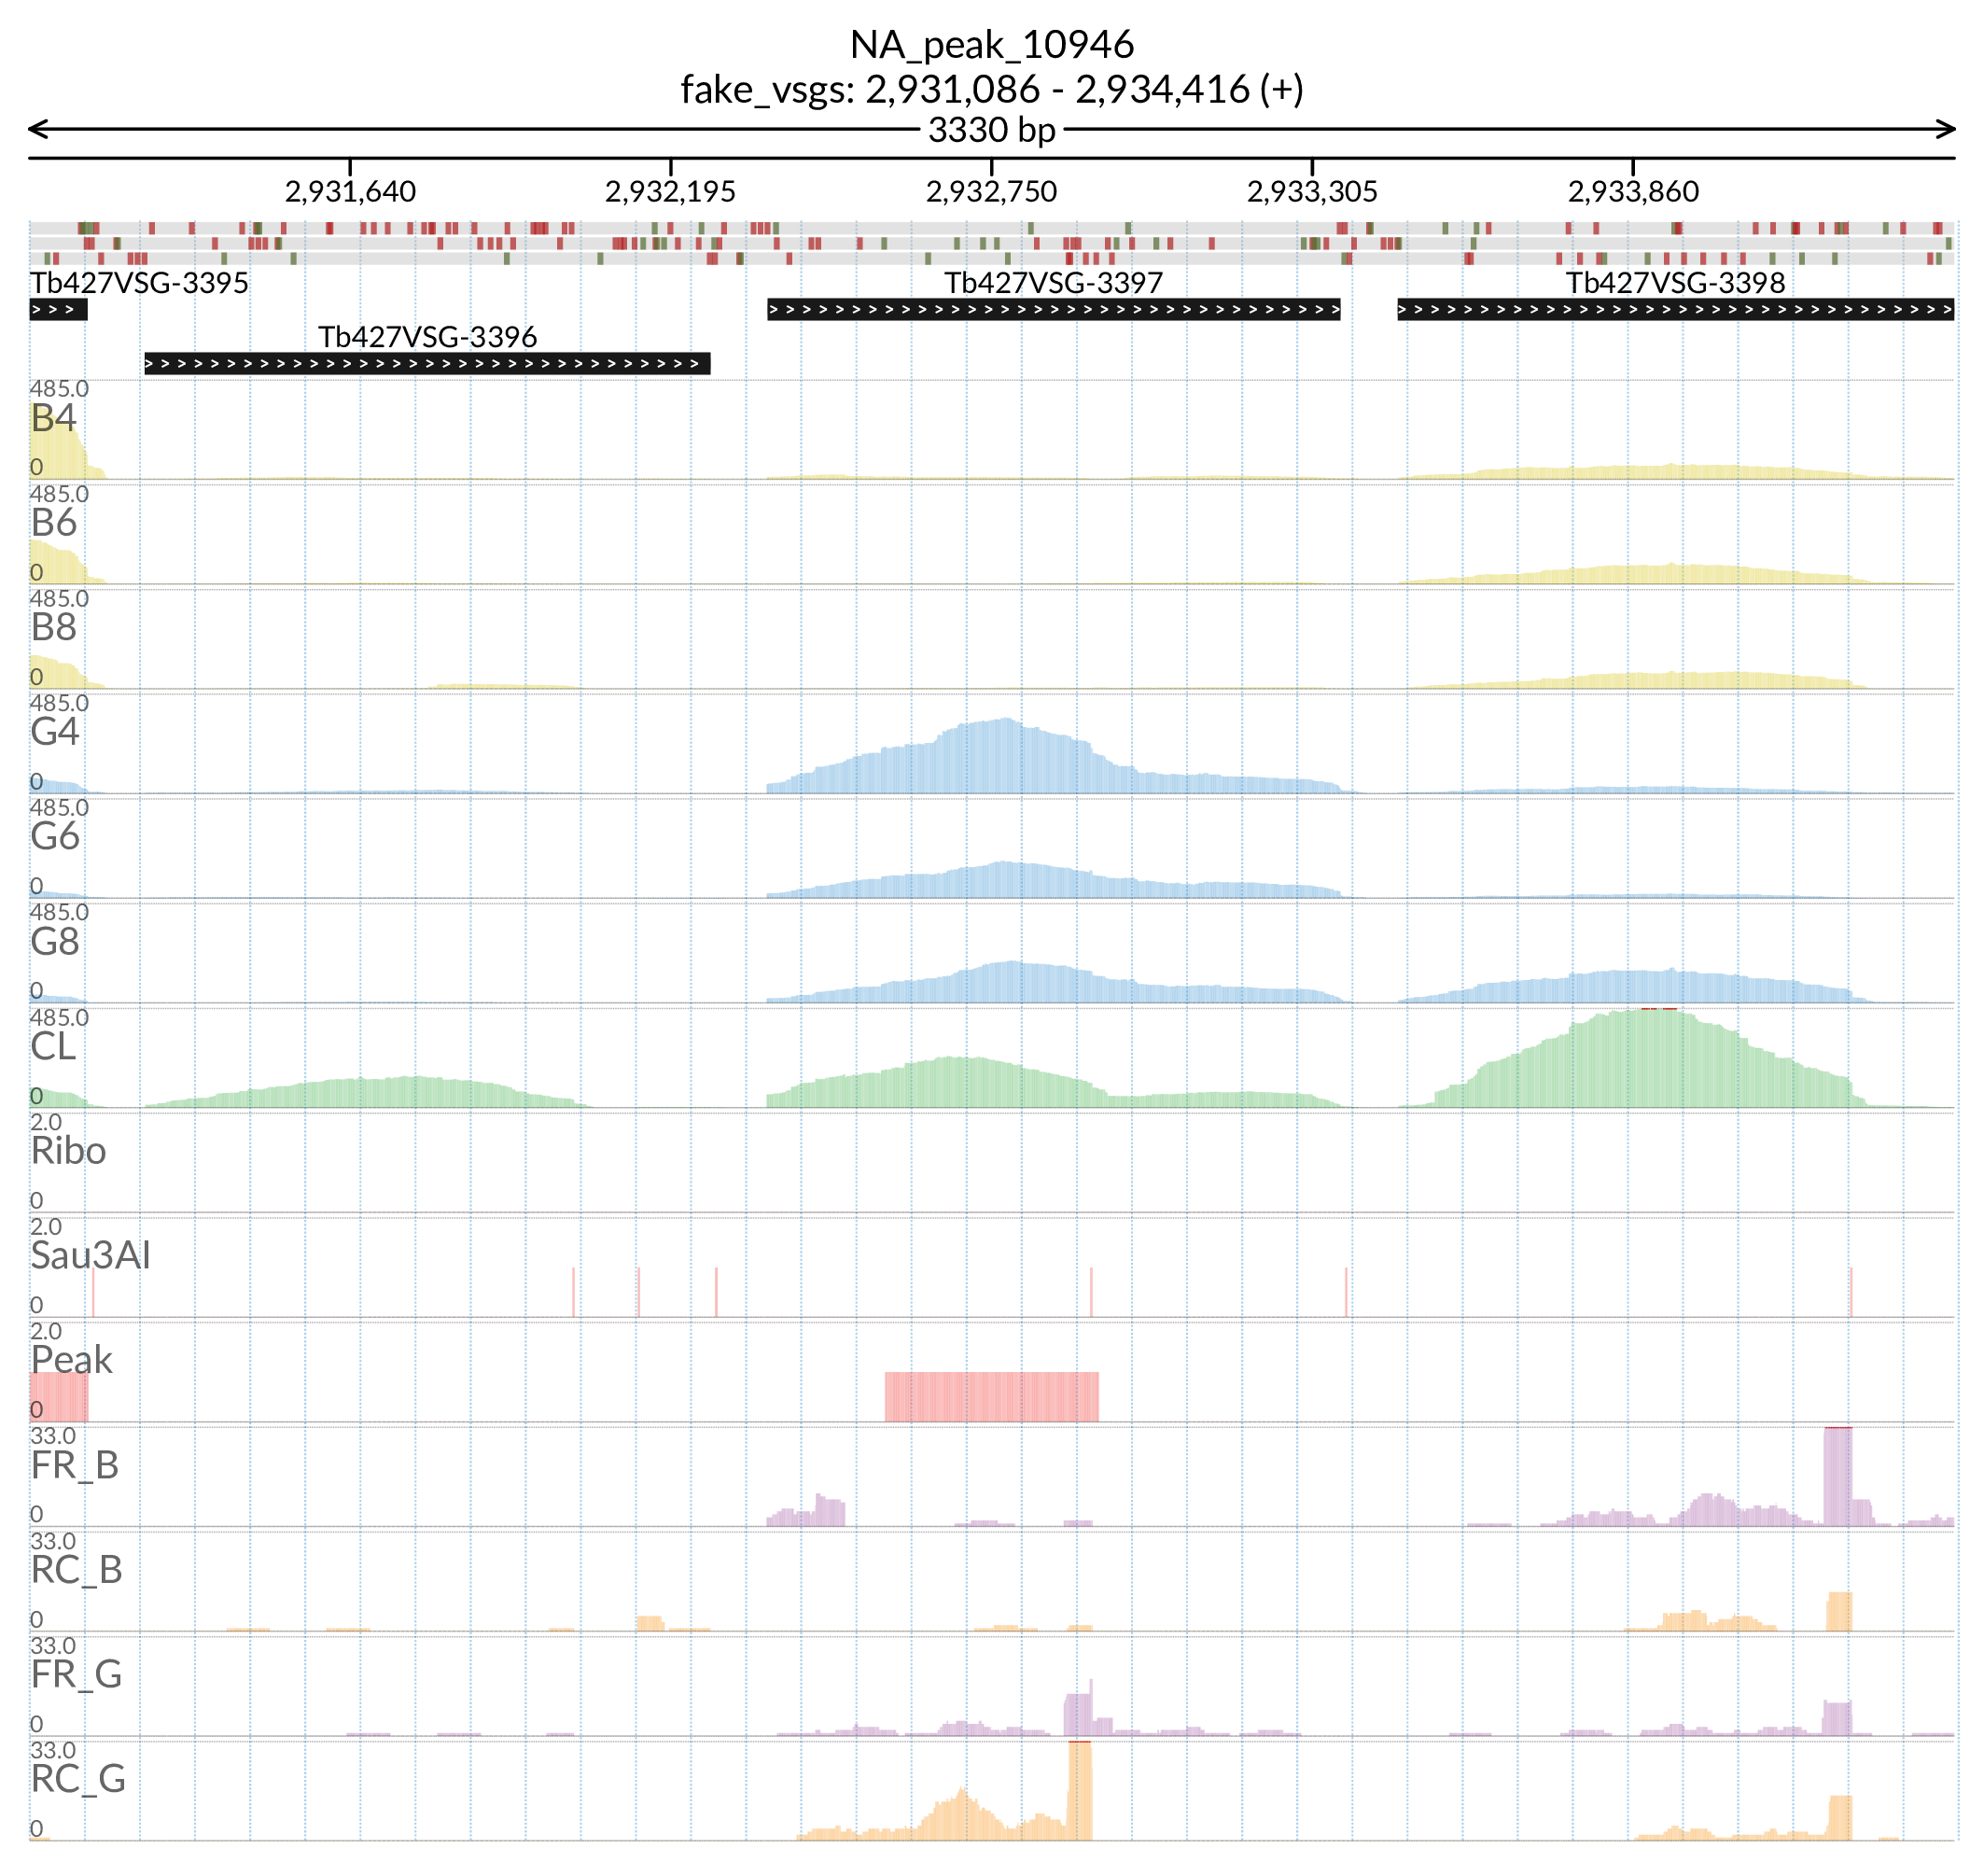 NA_peak_10946
fake_vsgs: 2,931,086 - 2,934,416 (+)
3330 bp
2,931,640 2,932,195 2,932,750 2,933,305 2,933,860
Tb427VSG-3395 Tb427VSG-3397 Tb427VSG-3398
Tb427VSG-3396
485.0
B4
0
485.0
B6
0
485.0
B8
0
485.0
G4
0
485.0
G6
0
485.0
G8
0
485.0
CL
0
2.0
Ribo
0
2.0
Sau3AI
0
2.0
Peak
0
33.0
FR_B
0
33.0
RC_B
0
33.0
FR_G
0
33.0
RC_G
0